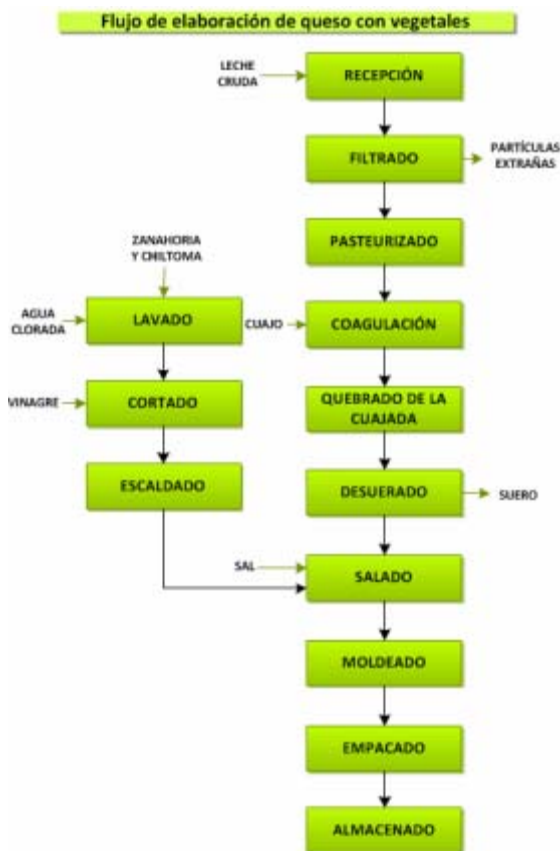 Flujo de elaboración de queso con vegetales
LECHE
CRUDA
RECEPCIÓN
FILTRADO
PARTÍCULAS
EXTRAÑAS
PASTEURIZADO
ZANAHORIA
Y CHILTOMA
AGUA
CLORADA
LAVADO
CUAJO
COAGULACIÓN
VINAGRE
CORTADO
QUEBRADO DE LA
CUAJADA
ESCALDADO
DESUERADO
SUERO
SAL
SALADO
MOLDEADO
EMPACADO
ALMACENADO